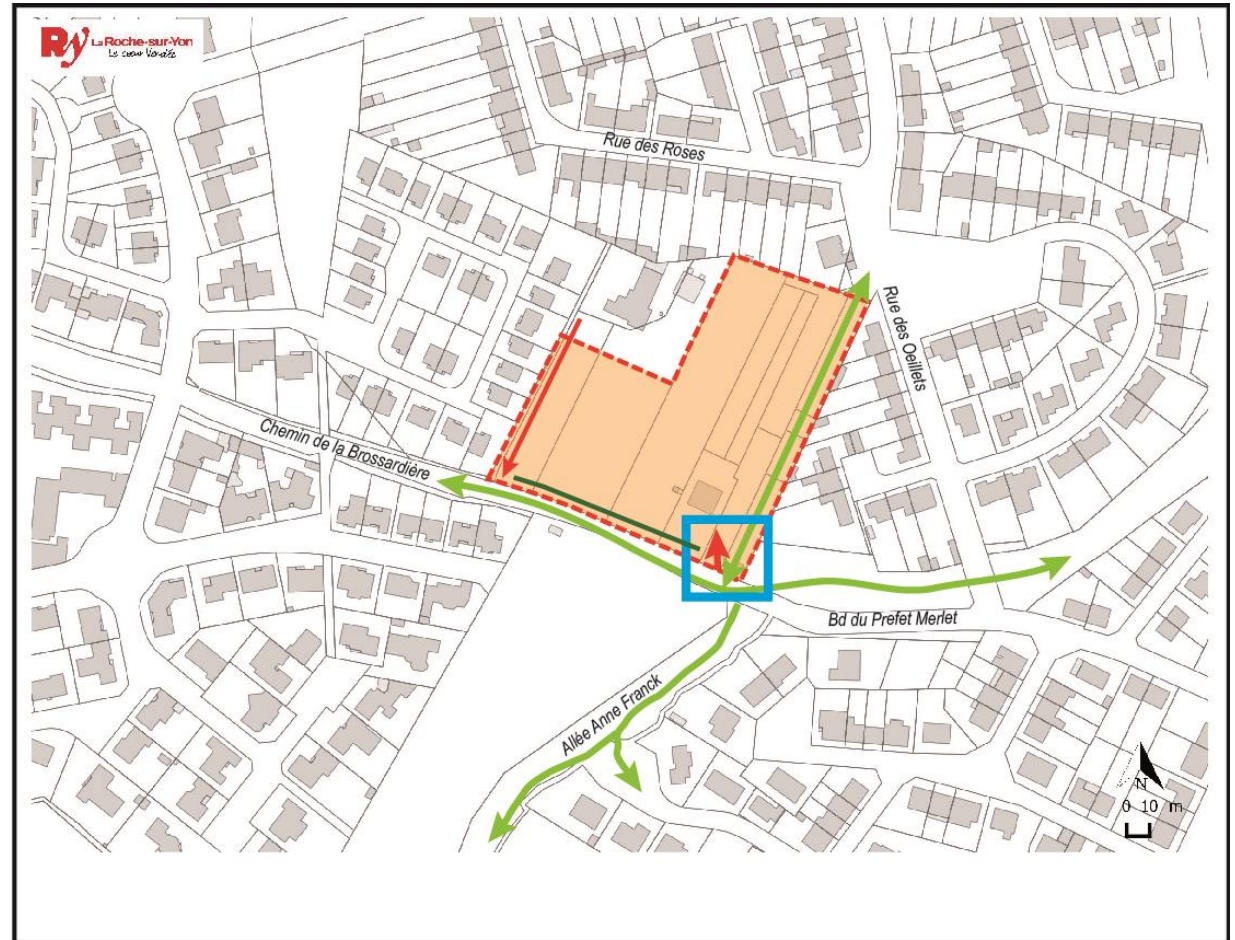 Ry La Roche-sur-Yon
Le cœur Vendée
Rue des Roses
Rue des Oeillets
Chemin de la Brossardière
Bd du Prefet Merlet
Allée Anne Franck
N
0 10 m